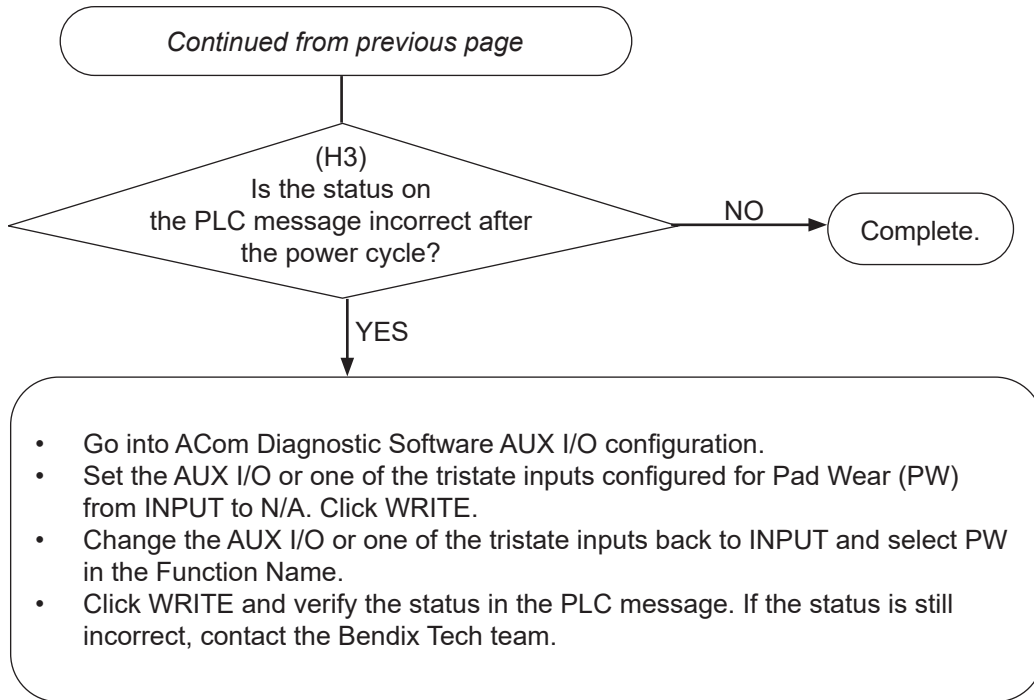 Continued from previous page
(H3)
Is the status on
the PLC message incorrect after
the power cycle?
NO
Complete.
YES
• Go into ACom Diagnostic Software AUX I/O configuration.
• Set the AUX I/O or one of the tristate inputs configured for Pad Wear (PW)
from INPUT to N/A. Click WRITE.
• Change the AUX I/O or one of the tristate inputs back to INPUT and select PW
in the Function Name.
• Click WRITE and verify the status in the PLC message. If the status is still
incorrect, contact the Bendix Tech team.